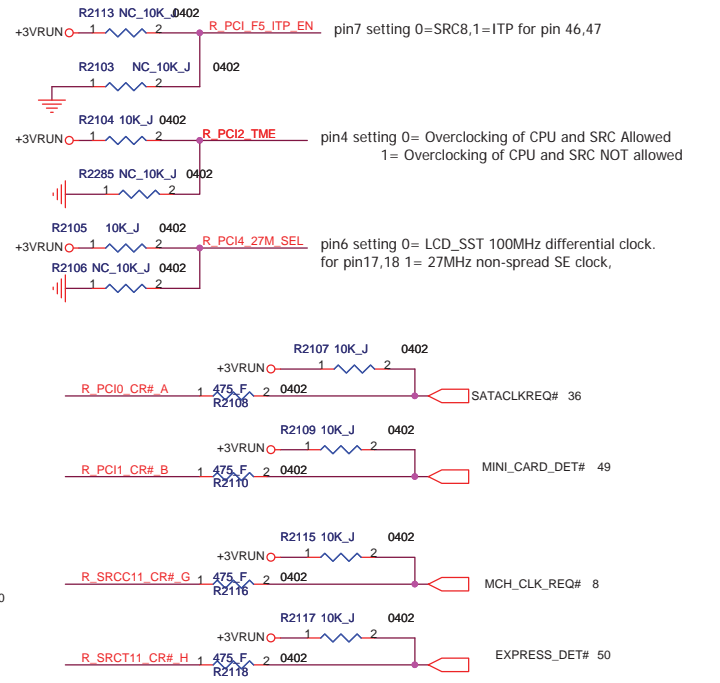 R2113 NC_10K_J 0402
+3VRUN 1 2 R_PCI_F5_ITP_EN pin7 setting 0=SRC8,1=ITP for pin 46,47
R2103 NC_10K_J 0402
1 2
R2104 10K_J 0402
+3VRUN 1 2 R_PCI2_TME pin4 setting 0= Overclocking of CPU and SRC Allowed
1= Overclocking of CPU and SRC NOT allowed
R2285 NC_10K_J 0402
1 2
R2105 10K_J 0402
+3VRUN 1 2 R_PCI4_27M_SEL pin6 setting 0= LCD_SST 100MHz differential clock.
for pin17,18 1= 27MHz non-spread SE clock,
R2106 NC_10K_J 0402
1 2
R2107 10K_J 0402
+3VRUN 1 2
R_PCI0_CR#_A 1 475_F 2 0402 SATACLKREQ# 36
R2108
R2109 10K_J 0402
+3VRUN 1 2
R_PCI1_CR#_B 1 475_F 2 0402 MINI_CARD_DET# 49
R2110
R2115 10K_J 0402
+3VRUN 1 2
R_SRCC11_CR#_G 1 475_F 2 0402 MCH_CLK_REQ# 8
R2116
0
R2117 10K_J 0402
+3VRUN 1 2
R_SRCT11_CR#_H 1 475_F 2 0402 EXPRESS_DET# 50
R2118